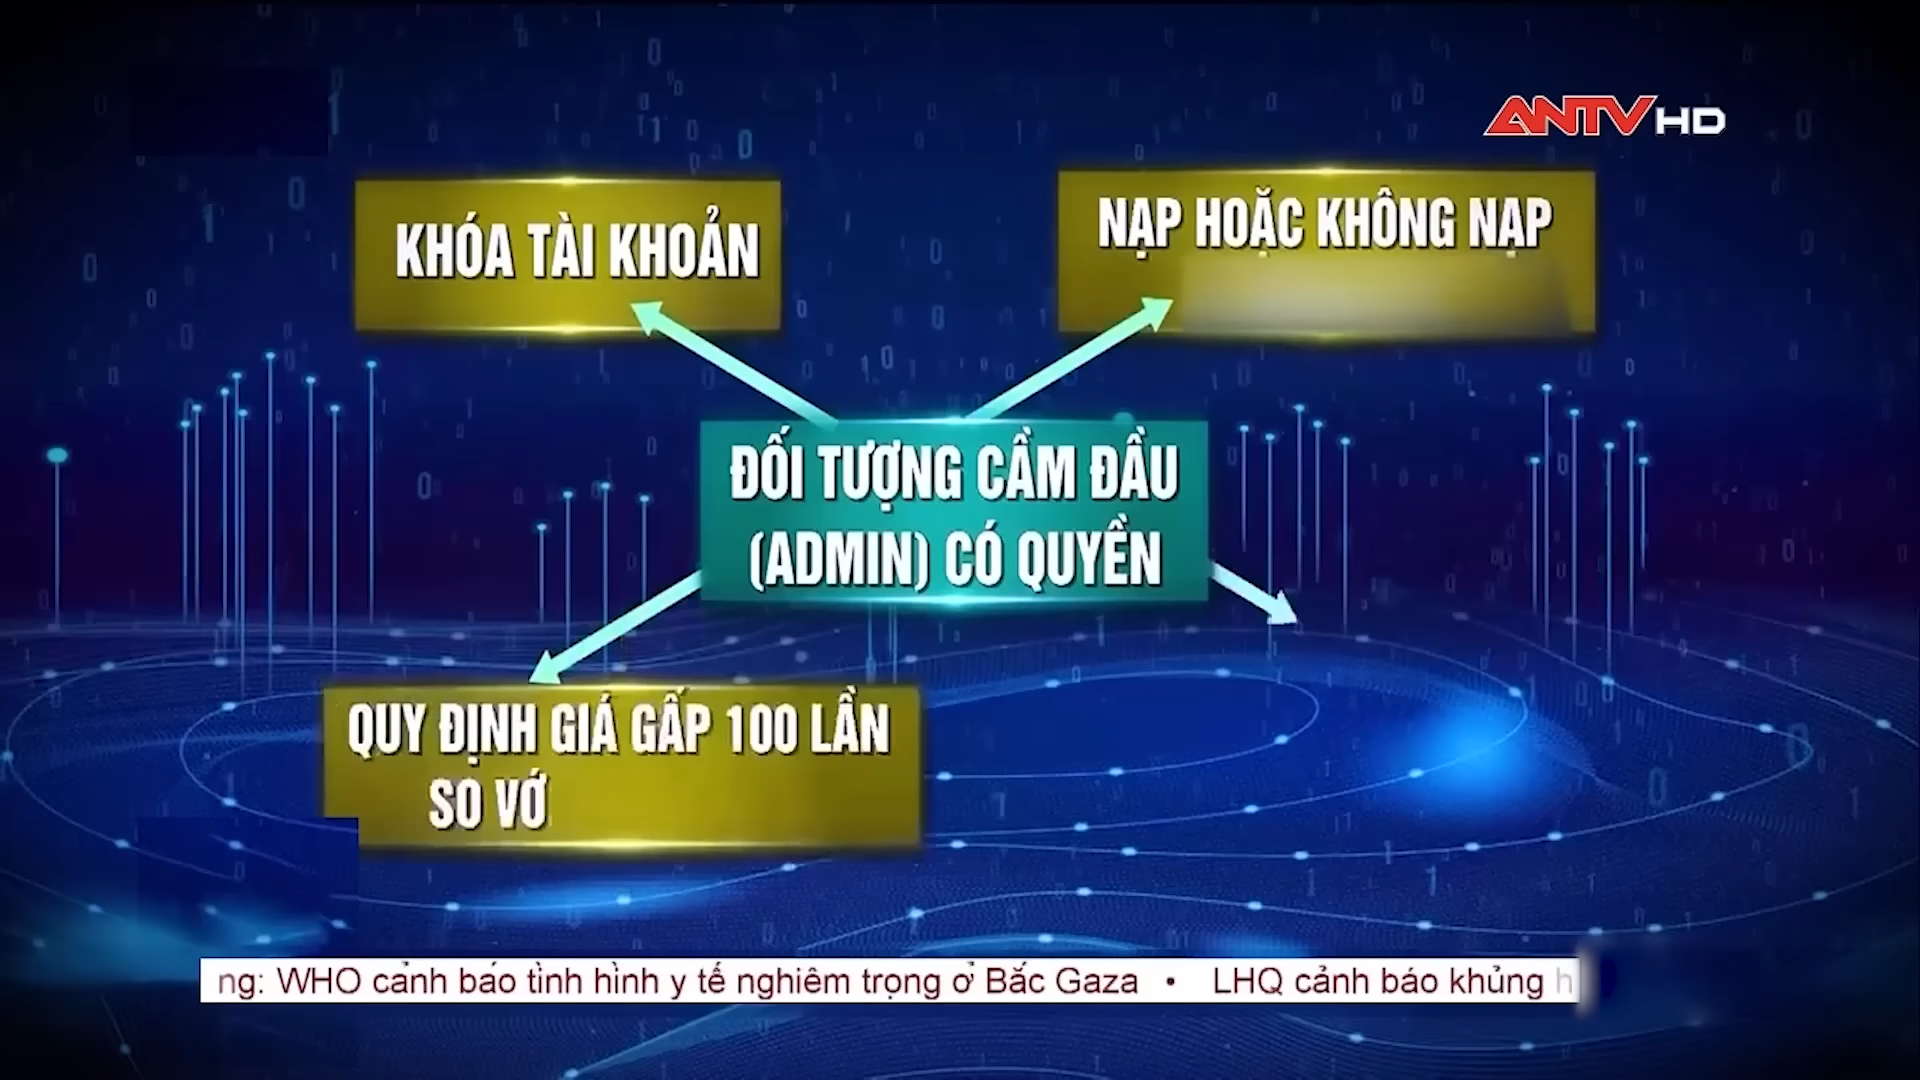 ANTV HD
KHÓA TÀI KHOẢN
NẠP HOẶC KHÔNG NẠP
ĐỐI TƯỢNG CẦM ĐẦU
(ADMIN) CÓ QUYỀN
QUY ĐỊNH GIÁ GẤP 100 LẦN
SO VỚ
ng: WHO cảnh báo tình hình y tế nghiêm trọng ở Bắc Gaza • LHQ cảnh báo khủng h